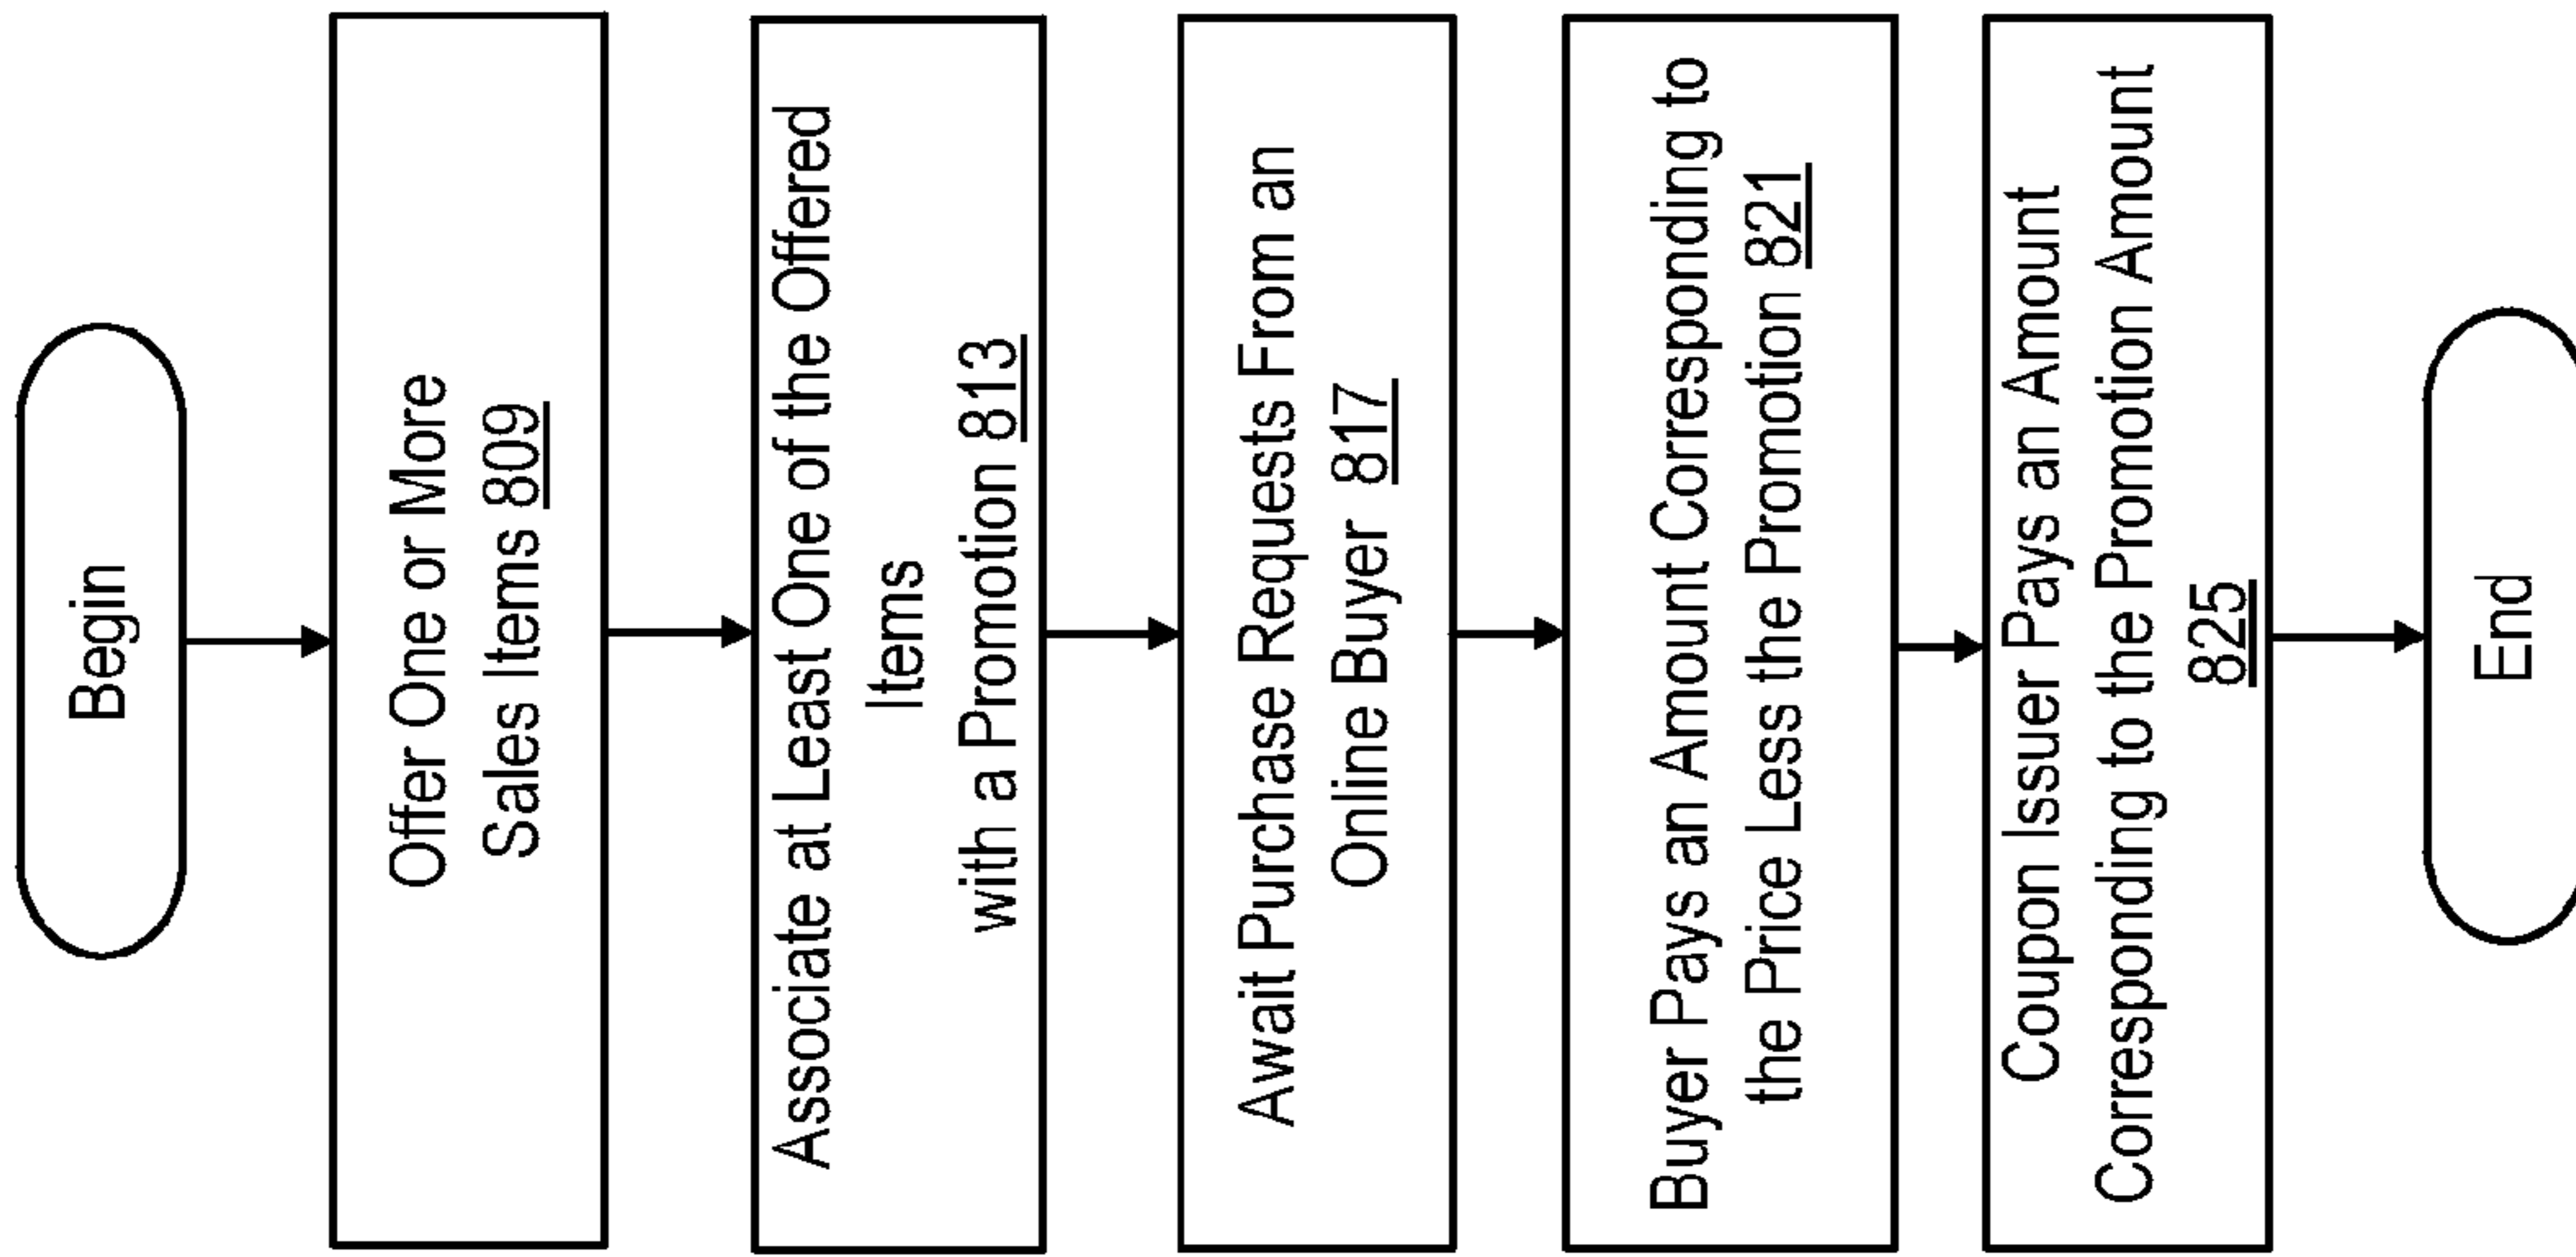 Begin
Offer One or More
Sales Items 809
Associate at Least One of the Offered
Items
with a Promotion 813
Await Purchase Requests From an
Online Buyer 817
Buyer Pays an Amount Corresponding to
the Price Less the Promotion 821
Coupon Issuer Pays an Amount
Corresponding to the Promotion Amount
825
End